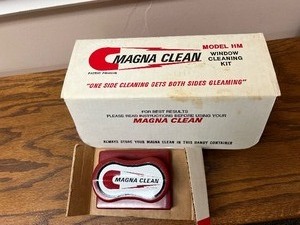 MAGNA CLEAN
MODEL HM
WINDOW
CLEANING
KIT
"ONE SIDE CLEANING GETS BOTH SIDES GLEAMING"
FOR BEST RESULTS
PLEASE READ INSTRUCTIONS BEFORE USING YOUR
MAGNA CLEAN
ALWAYS STORE YOUR MAGNA CLEAN IN THIS HANDY CONTAINER
MAGNA CLEAN